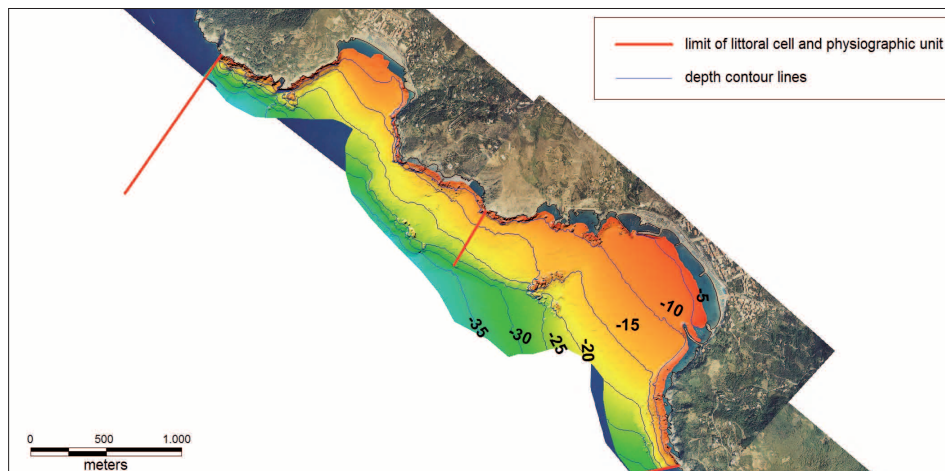 limit of littoral cell and physiographic unit
depth contour lines
-5
-10
-15
-20
-25
-30
-35
0 500 1.000
meters